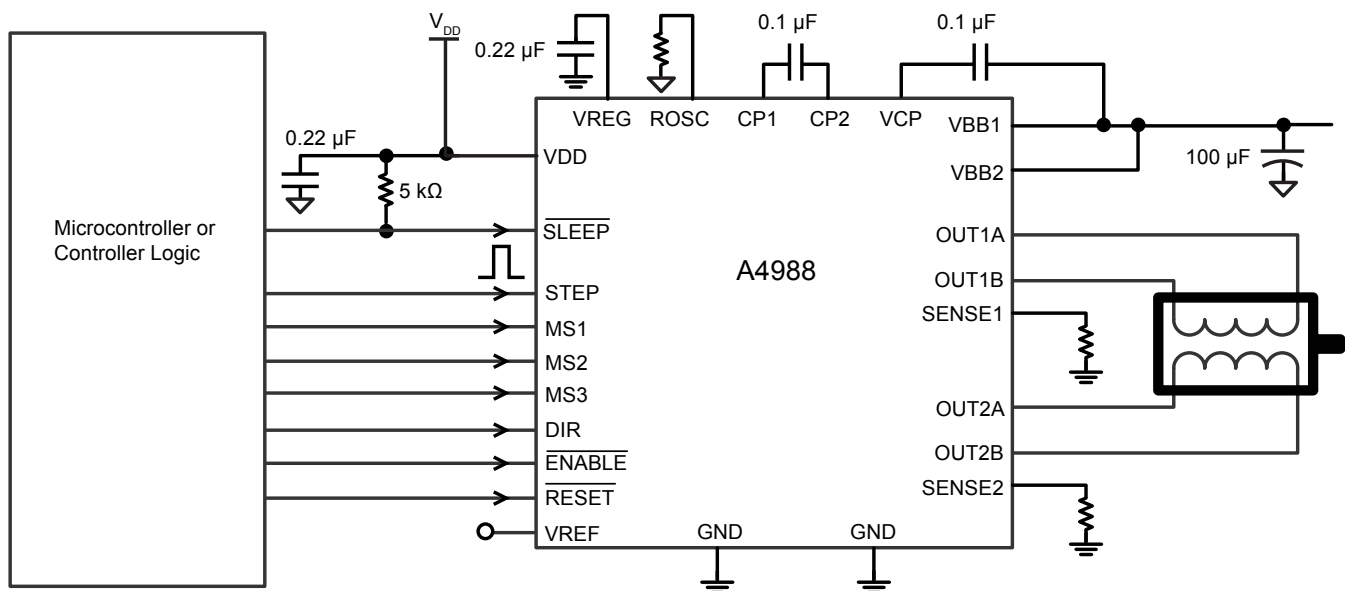 V_DD
0.22 µF
0.1 µF
0.1 µF
VREG ROSC CP1 CP2 VCP
0.22 µF
VDD
5 kΩ
Microcontroller or
Controller Logic
SLEEP
STEP
MS1
MS2
MS3
DIR
ENABLE
RESET
VREF
A4988
GND
GND
VBB1
VBB2
100 µF
OUT1A
OUT1B
SENSE1
OUT2A
OUT2B
SENSE2